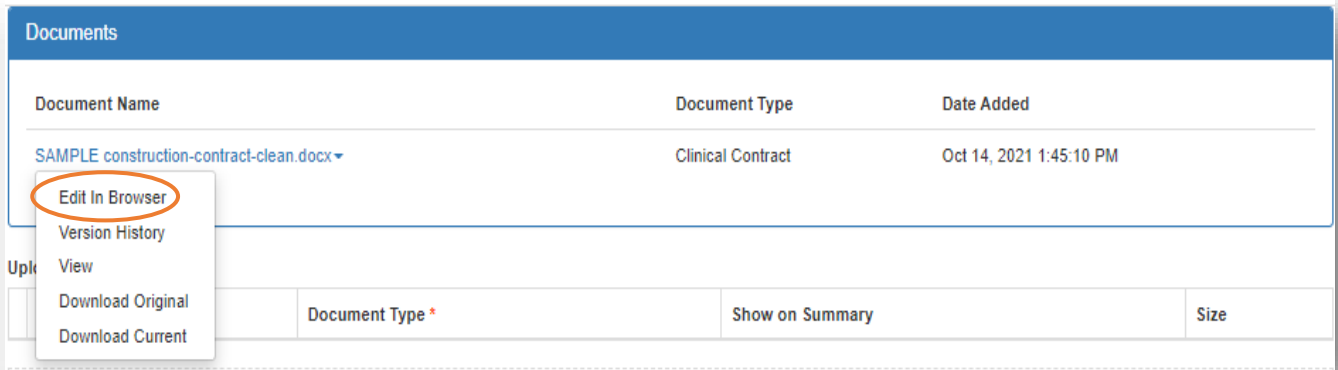 Documents
Document Name Document Type Date Added
SAMPLE construction-contract-clean.docx Clinical Contract Oct 14, 2021 1:45:10 PM
Edit In Browser
Version History
View
Download Original
Document Type * Show on Summary Size
Download Current